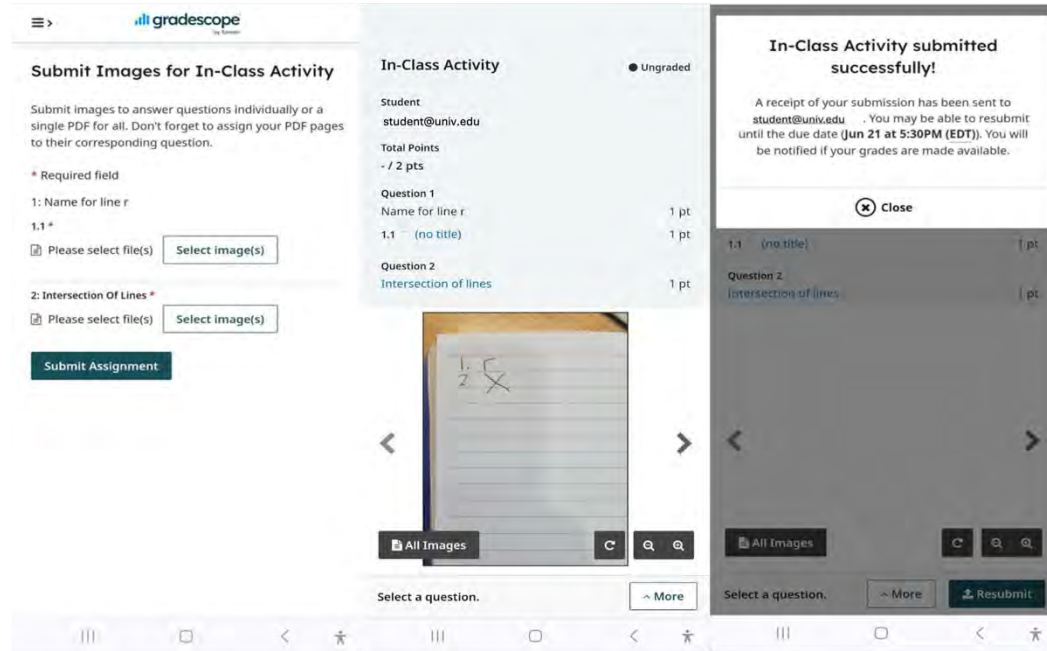 gradescope
by Turnitin
Submit Images for In-Class Activity
Submit images to answer questions individually or a
single PDF for all. Don't forget to assign your PDF pages
to their corresponding question.
* Required field
1: Name for line r
1.1 *
Please select file(s) Select image(s)
2: Intersection Of Lines *
Please select file(s) Select image(s)
Submit Assignment
In-Class Activity
Ungraded
Student
student@univ.edu
Total Points
- / 2 pts
Question 1
Name for line r 1 pt
1.1 (no title) 1 pt
Question 2
Intersection of lines 1 pt
1. r
2 X
All Images
Select a question.
More
In-Class Activity submitted
successfully!
A receipt of your submission has been sent to
student@univ.edu . You may be able to resubmit
until the due date (Jun 21 at 5:30PM (EDT)). You will
be notified if your grades are made available.
Close
1.1 (no title) 1 pt
Question 2
Intersection of lines 1 pt
All Images
Select a question. More Resubmit